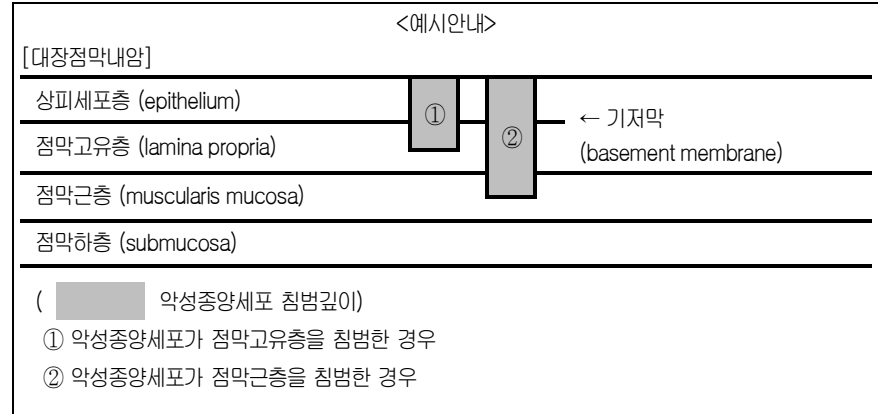 <예시안내>
[대장점막내암]
상피세포층 (epithelium)
①
← 기저막
점막고유층 (lamina propria)
②
(basement membrane)
점막근층 (muscularis mucosa)
점막하층 (submucosa)
( 악성종양세포 침범깊이)
① 악성종양세포가 점막고유층을 침범한 경우
② 악성종양세포가 점막근층을 침범한 경우